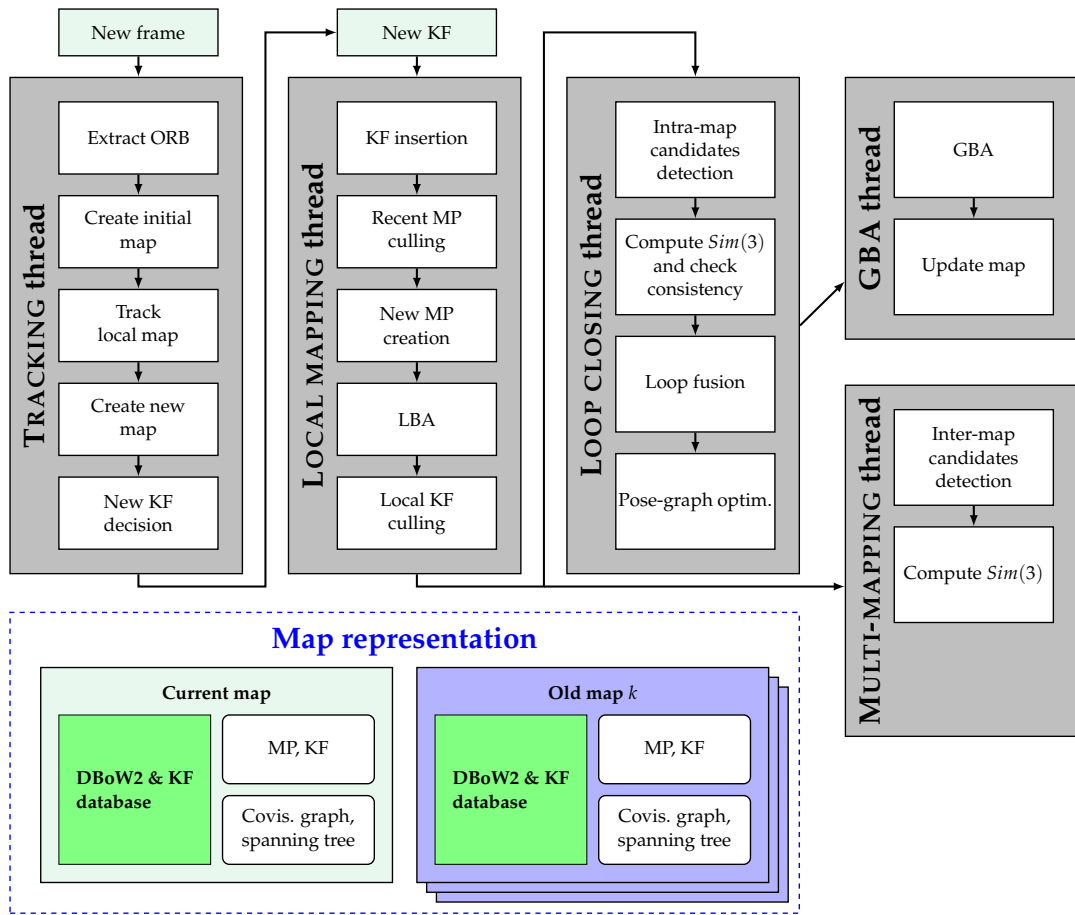 New frame
TRACKING thread
Extract ORB
Create initial
map
Track
local map
Create new
map
New KF
decision
New KF
LOCAL MAPPING thread
KF insertion
Recent MP
culling
New MP
creation
LBA
Local KF
culling
LOOP CLOSING thread
Intra-map
candidates
detection
Compute Sim(3)
and check
consistency
Loop fusion
Pose-graph optim.
GBA thread
GBA
Update map
MULTI-MAPPING thread
Inter-map
candidates
detection
Compute Sim(3)
Map representation
Current map
DBoW2 & KF
database
MP, KF
Covis. graph,
spanning tree
Old map k
DBoW2 & KF
database
MP, KF
Covis. graph,
spanning tree